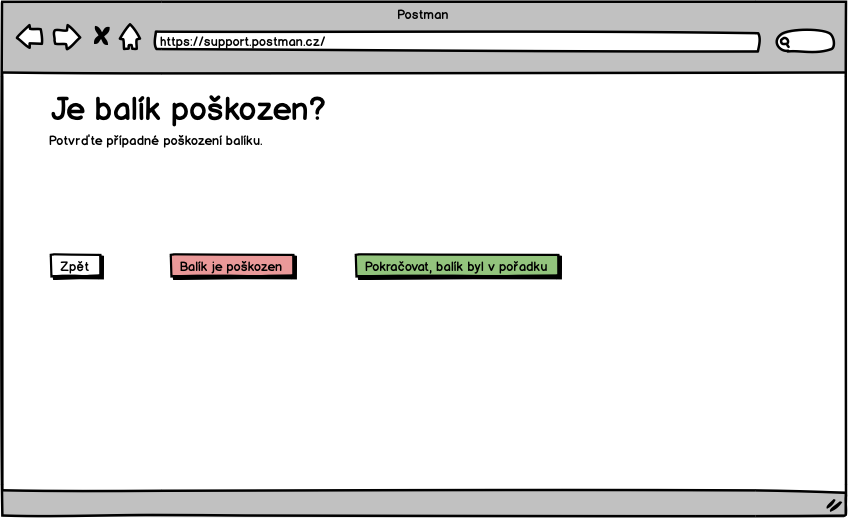 Postman
https://support.postman.cz/
Je balík poškozen?
Potvrďte případné poškození balíku.
Zpět
Balík je poškozen
Pokračovat, balík byl v pořadku